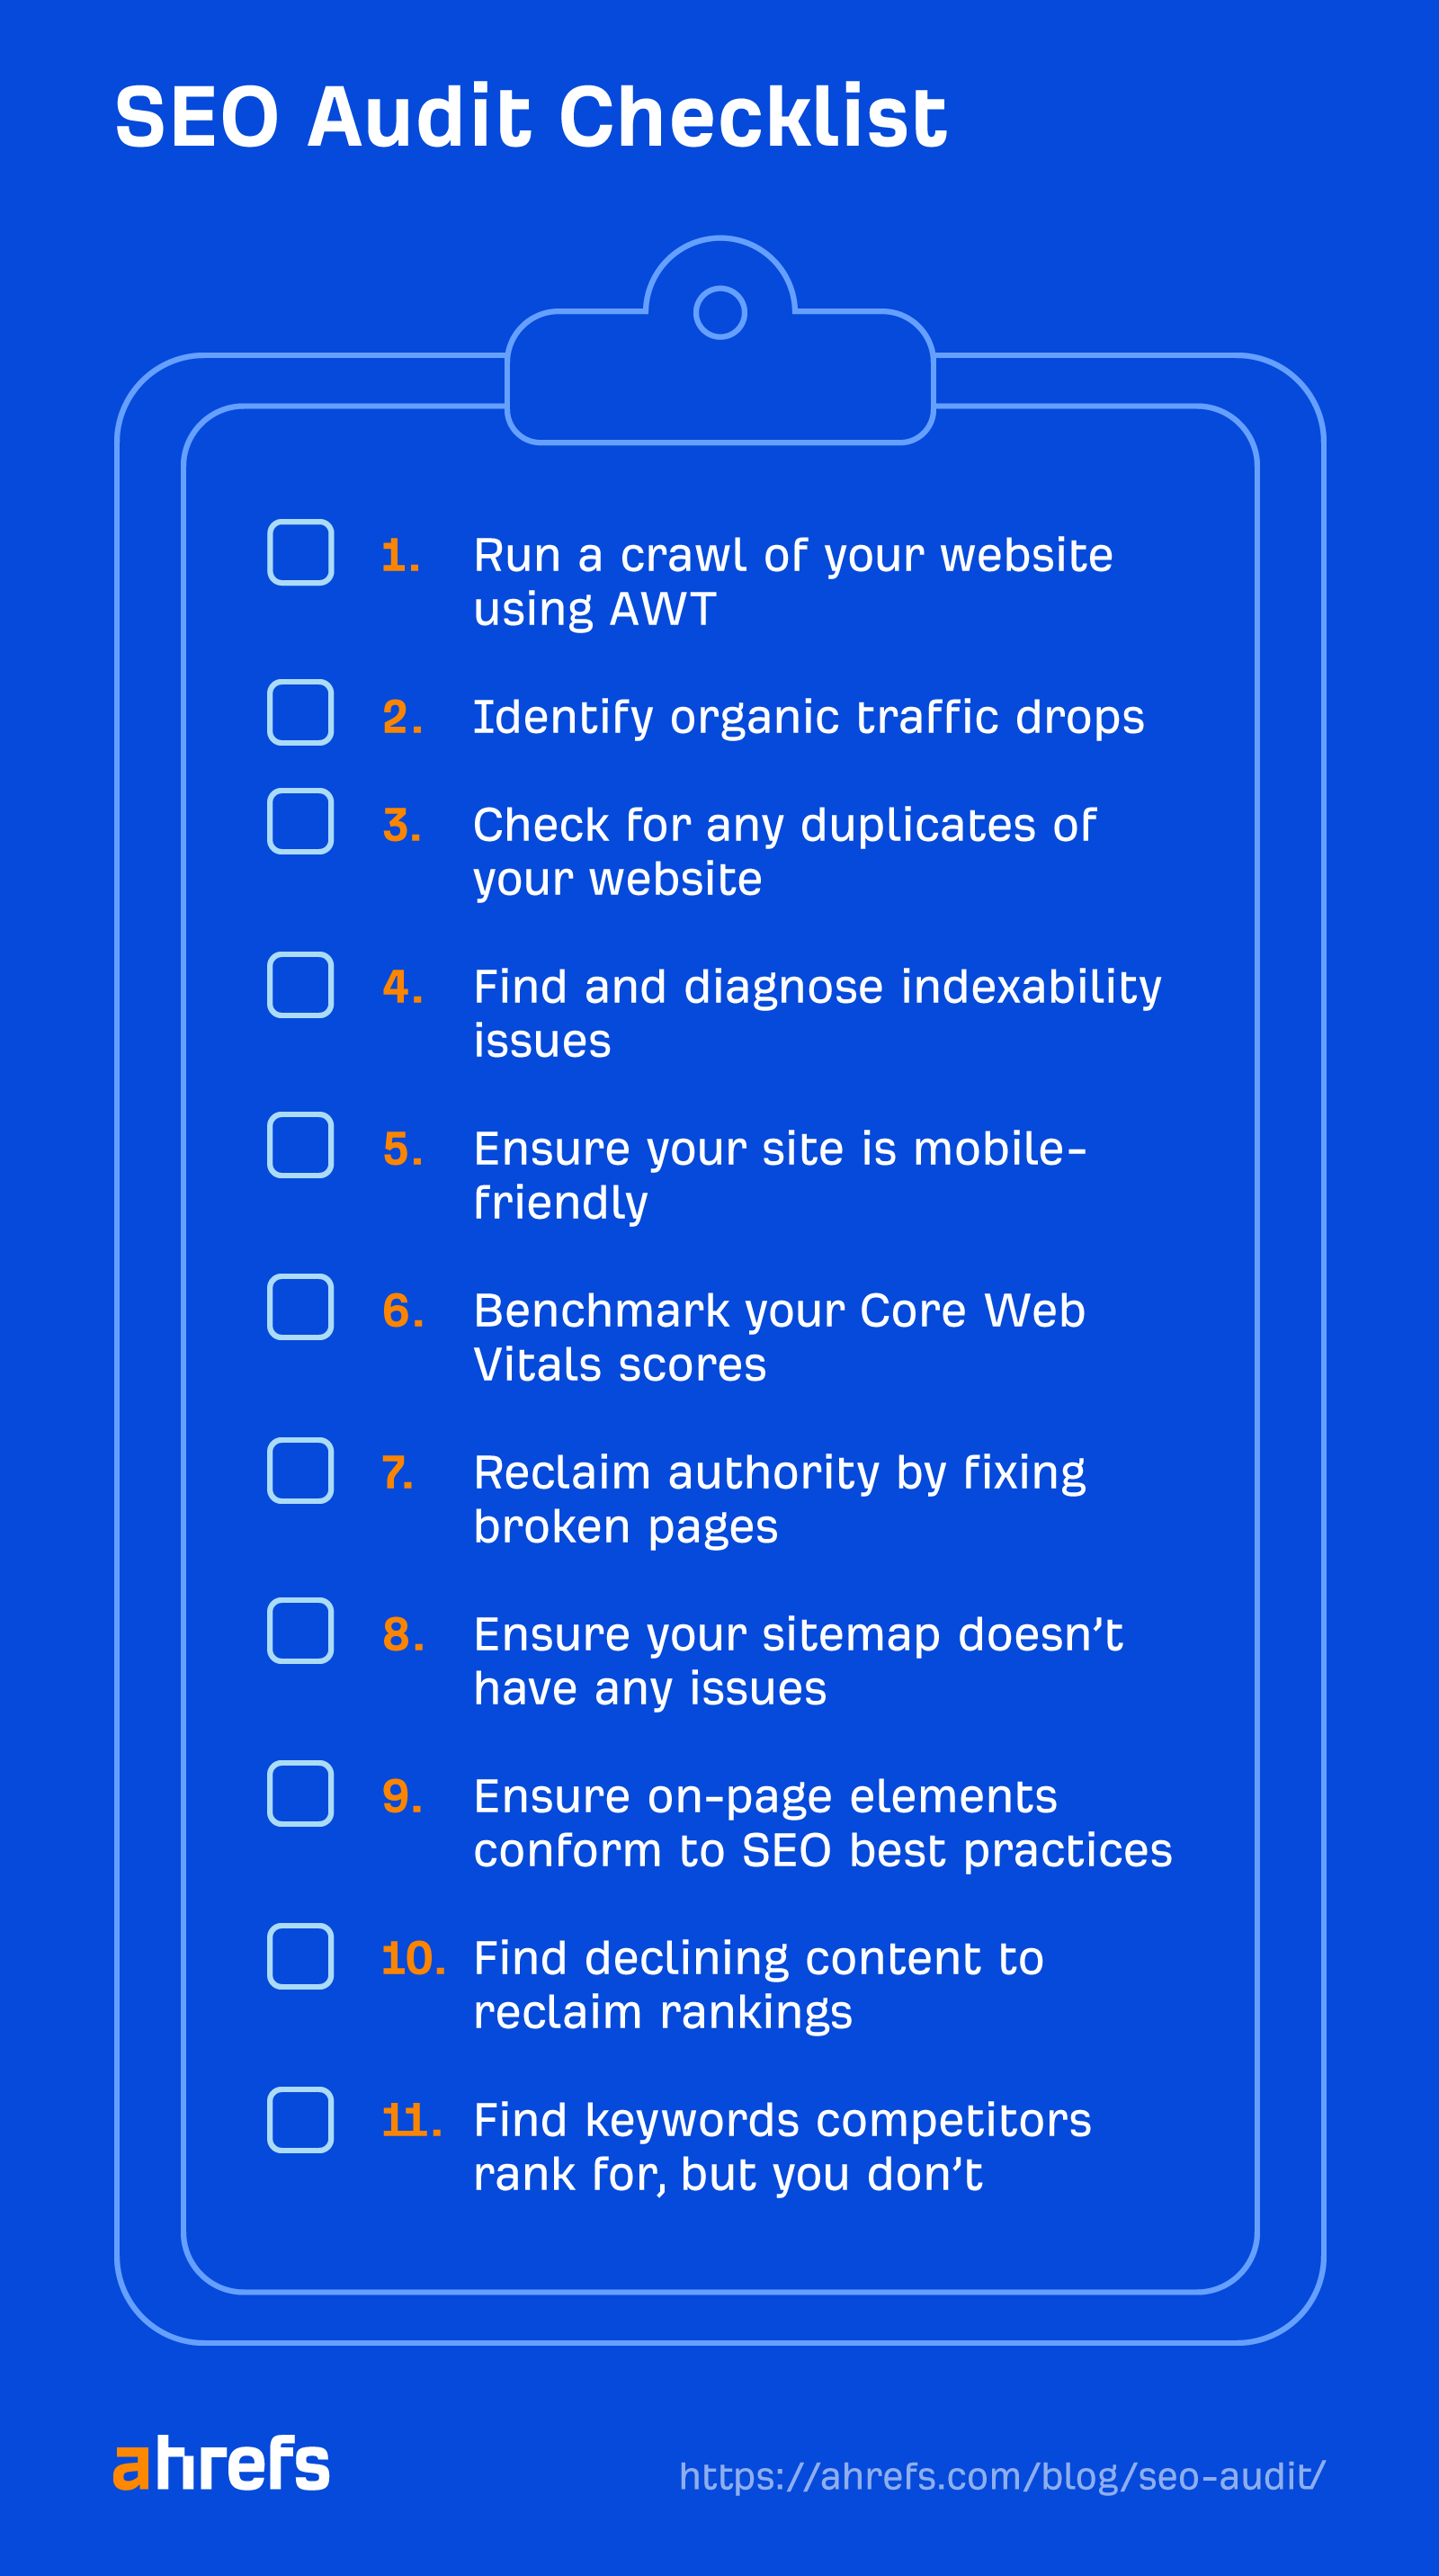 SEO Audit Checklist
1. Run a crawl of your website
using AWT
2. Identify organic traffic drops
3. Check for any duplicates of
your website
4. Find and diagnose indexability
issues
5. Ensure your site is mobile-
friendly
6. Benchmark your Core Web
Vitals scores
7. Reclaim authority by fixing
broken pages
8. Ensure your sitemap doesn’t
have any issues
9. Ensure on-page elements
conform to SEO best practices
10. Find declining content to
reclaim rankings
11. Find keywords competitors
rank for, but you don’t
ahrefs
https://ahrefs.com/blog/seo-audit/